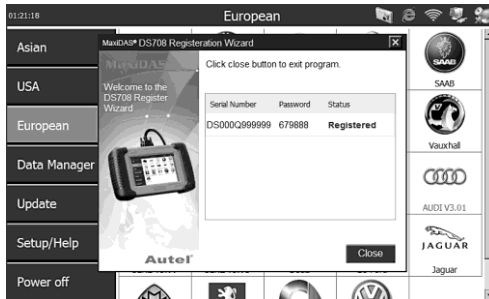 01:21:18
European
Asian
USA
European
Data Manager
Update
Setup/Help
Power off
MaxiDAS® DS708 Registeration Wizard
MAXIDAS
Welcome to the
DS708 Register
Wizard
Autel
Click close button to exit program.
Serial Number Password Status
DS000Q999999 679888 Registered
Close
SAAB
SAAB
Vauxhall
AUDI V3.01
JAGUAR
Jaguar